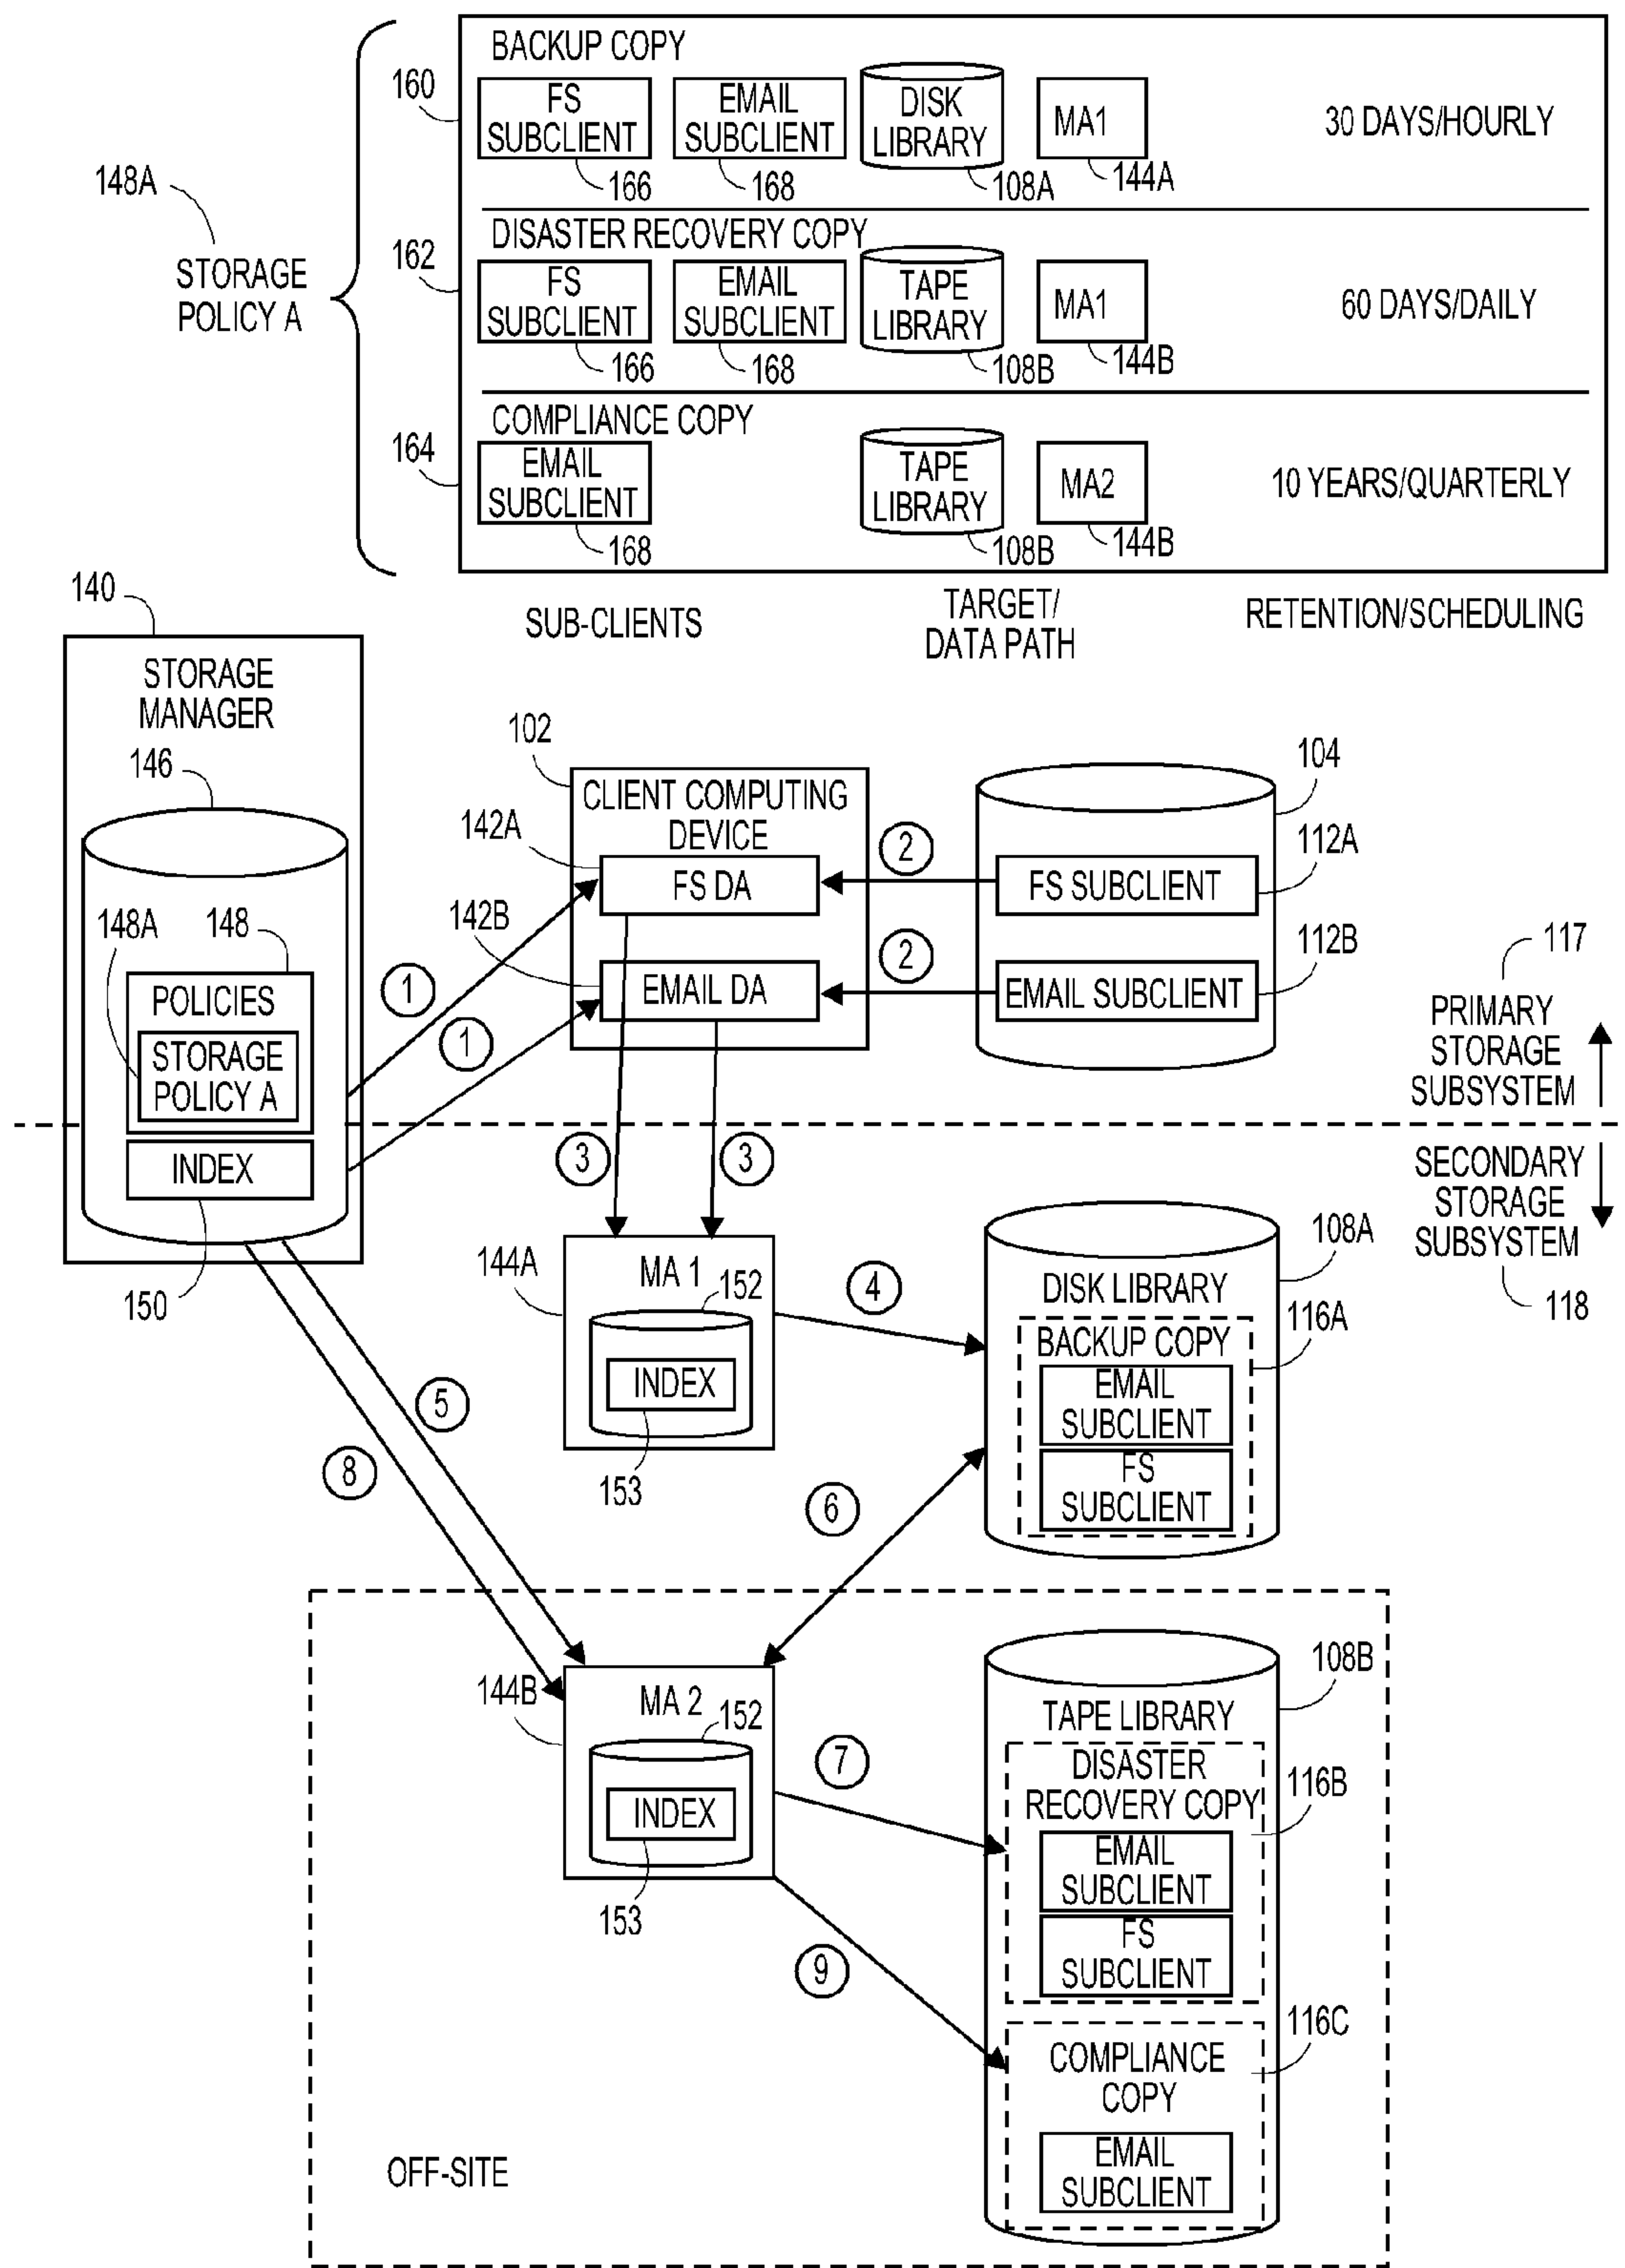 BACKUP COPY
160
FS
SUBCLIENT
166
EMAIL
SUBCLIENT
168
DISK
LIBRARY
108A
MA1
144A
30 DAYS/HOURLY
148A
STORAGE
POLICY A
DISASTER RECOVERY COPY
162
FS
SUBCLIENT
166
EMAIL
SUBCLIENT
168
TAPE
LIBRARY
108B
MA1
144B
60 DAYS/DAILY
COMPLIANCE COPY
164
EMAIL
SUBCLIENT
168
TAPE
LIBRARY
108B
MA2
144B
10 YEARS/QUARTERLY
SUB-CLIENTS
TARGET/
DATA PATH
RETENTION/SCHEDULING
140
STORAGE
MANAGER
146
148A
148
POLICIES
STORAGE
POLICY A
INDEX
150
1
1
102
CLIENT COMPUTING
DEVICE
142A
FS DA
142B
EMAIL DA
2
2
104
112A
FS SUBCLIENT
112B
EMAIL SUBCLIENT
117
PRIMARY
STORAGE
SUBSYSTEM
SECONDARY
STORAGE
SUBSYSTEM
118
3
3
144A
MA 1
152
INDEX
153
4
108A
DISK LIBRARY
116A
BACKUP COPY
EMAIL
SUBCLIENT
FS
SUBCLIENT
5
8
6
144B
MA 2
152
INDEX
153
7
9
108B
TAPE LIBRARY
DISASTER
RECOVERY COPY
116B
EMAIL
SUBCLIENT
FS
SUBCLIENT
116C
COMPLIANCE
COPY
EMAIL
SUBCLIENT
OFF-SITE